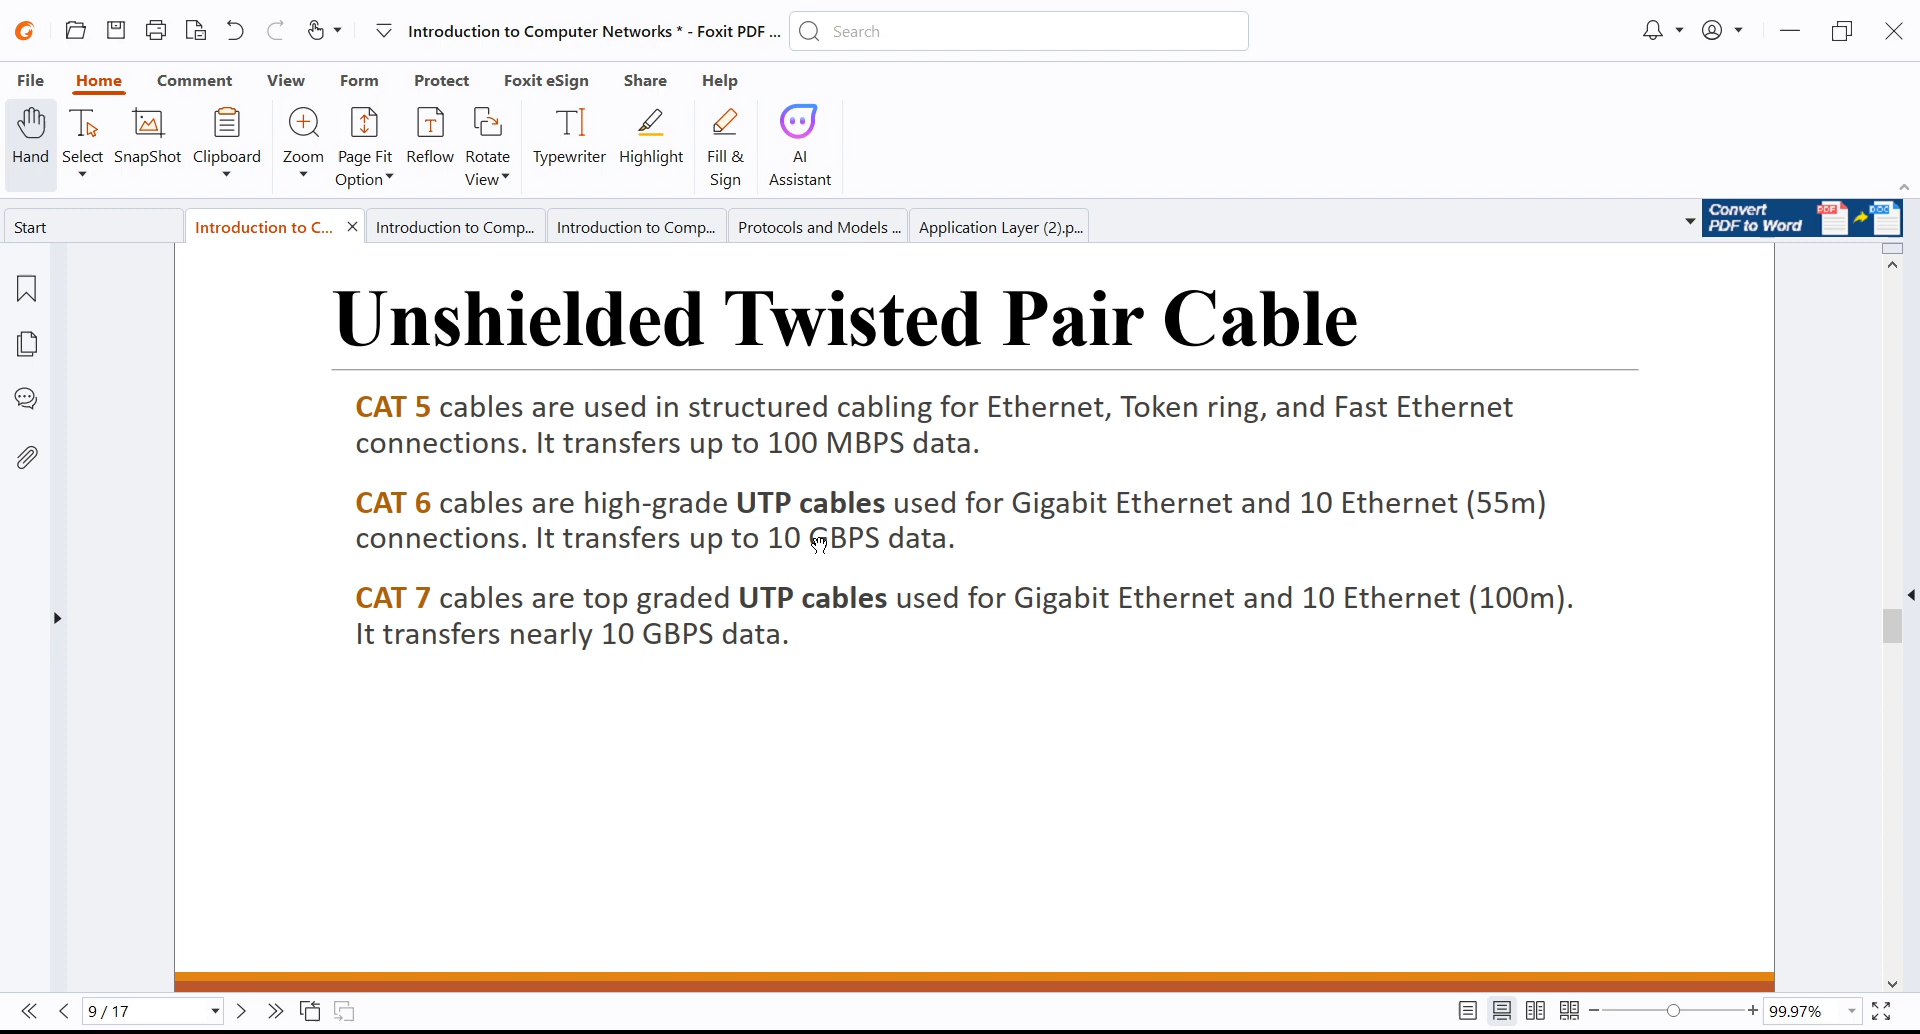 Introduction to Computer Networks * - Foxit PDF ...
Search
File Home Comment View Form Protect Foxit eSign Share Help
Hand Select SnapShot Clipboard Zoom Page Fit Option Reflow Rotate View Typewriter Highlight Fill & Sign AI Assistant
Start
Introduction to C...
Introduction to Comp...
Introduction to Comp...
Protocols and Models ...
Application Layer (2).p...
Convert
PDF to Word
PDF
DOC
Unshielded Twisted Pair Cable
CAT 5 cables are used in structured cabling for Ethernet, Token ring, and Fast Ethernet
connections. It transfers up to 100 MBPS data.
CAT 6 cables are high-grade UTP cables used for Gigabit Ethernet and 10 Ethernet (55m)
connections. It transfers up to 10 GBPS data.
CAT 7 cables are top graded UTP cables used for Gigabit Ethernet and 10 Ethernet (100m).
It transfers nearly 10 GBPS data.
9 / 17
99.97%